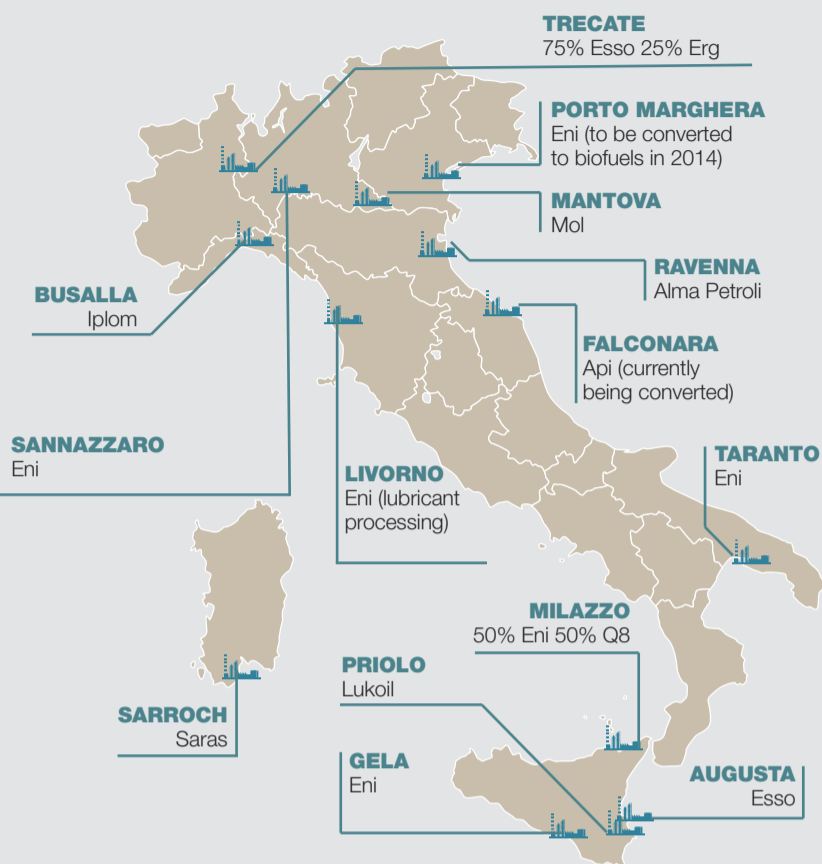 TRECATE
75% Esso 25% Erg
PORTO MARGHERA
Eni (to be converted
to biofuels in 2014)
MANTOVA
Mol
RAVENNA
Alma Petroli
BUSALLA
Iplom
FALCONARA
Api (currently
being converted)
SANNAZZARO
Eni
LIVORNO
Eni (lubricant
processing)
TARANTO
Eni
MILAZZO
50% Eni 50% Q8
PRIOLO
Lukoil
SARROCH
Saras
GELA
Eni
AUGUSTA
Esso